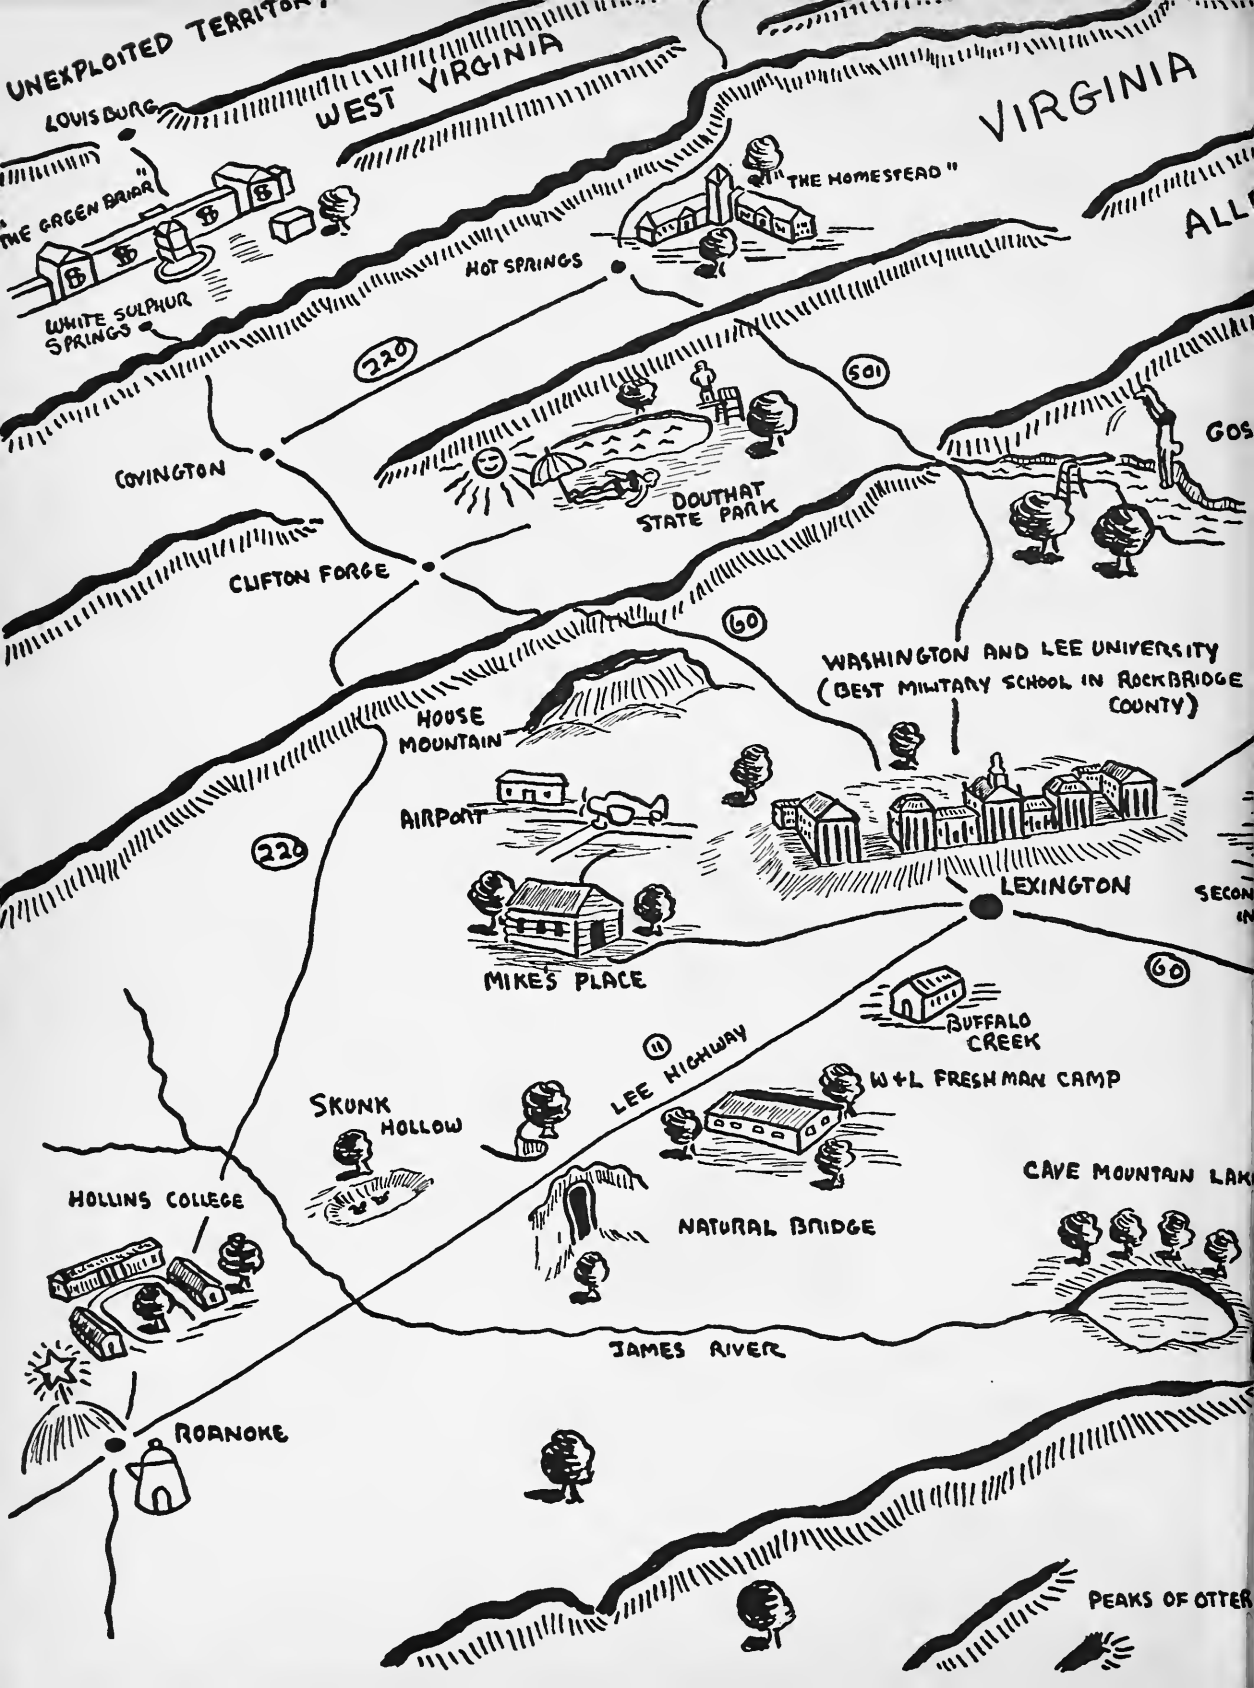 UNEXPLOITED TERRITORY
WEST VIRGINIA
VIRGINIA
LOUISBURG
"THE GREEN BRIAR"
$ $ $ $
"THE HOMESTEAD"
ALL
HOT SPRINGS
WHITE SULPHUR
SPRINGS
220
501
GOS
COVINGTON
DOUTHAT
STATE PARK
CLIFTON FORGE
60
WASHINGTON AND LEE UNIVERSITY
(BEST MILITARY SCHOOL IN ROCKBRIDGE
COUNTY)
HOUSE
MOUNTAIN
AIRPORT
220
LEXINGTON
SECON
IN
MIKE'S PLACE
60
BUFFALO
CREEK
11
LEE HIGHWAY
W+L FRESHMAN CAMP
SKUNK
HOLLOW
CAVE MOUNTAIN LAKE
HOLLINS COLLEGE
NATURAL BRIDGE
JAMES RIVER
ROANOKE
PEAKS OF OTTER